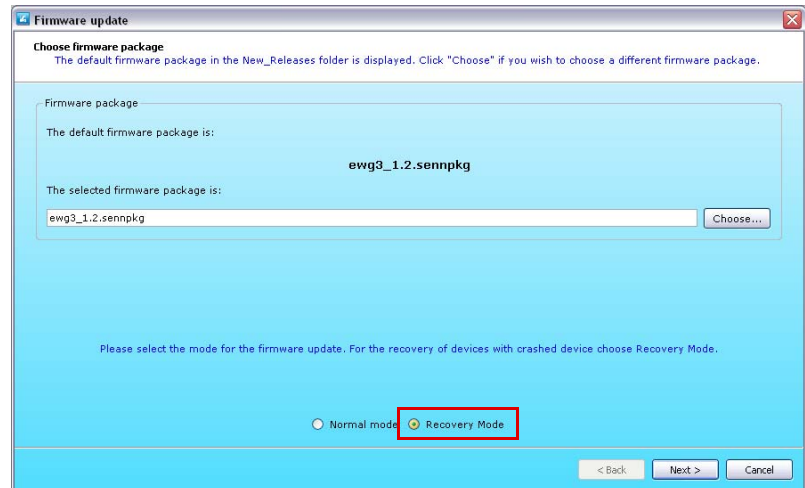 Firmware update
Choose firmware package
The default firmware package in the New_Releases folder is displayed. Click "Choose" if you wish to choose a different firmware package.
Firmware package
The default firmware package is:
ewg3_1.2.sennpkg
The selected firmware package is:
ewg3_1.2.sennpkg
Choose...
Please select the mode for the firmware update. For the recovery of devices with crashed device choose Recovery Mode.
Normal mode Recovery Mode
< Back Next > Cancel